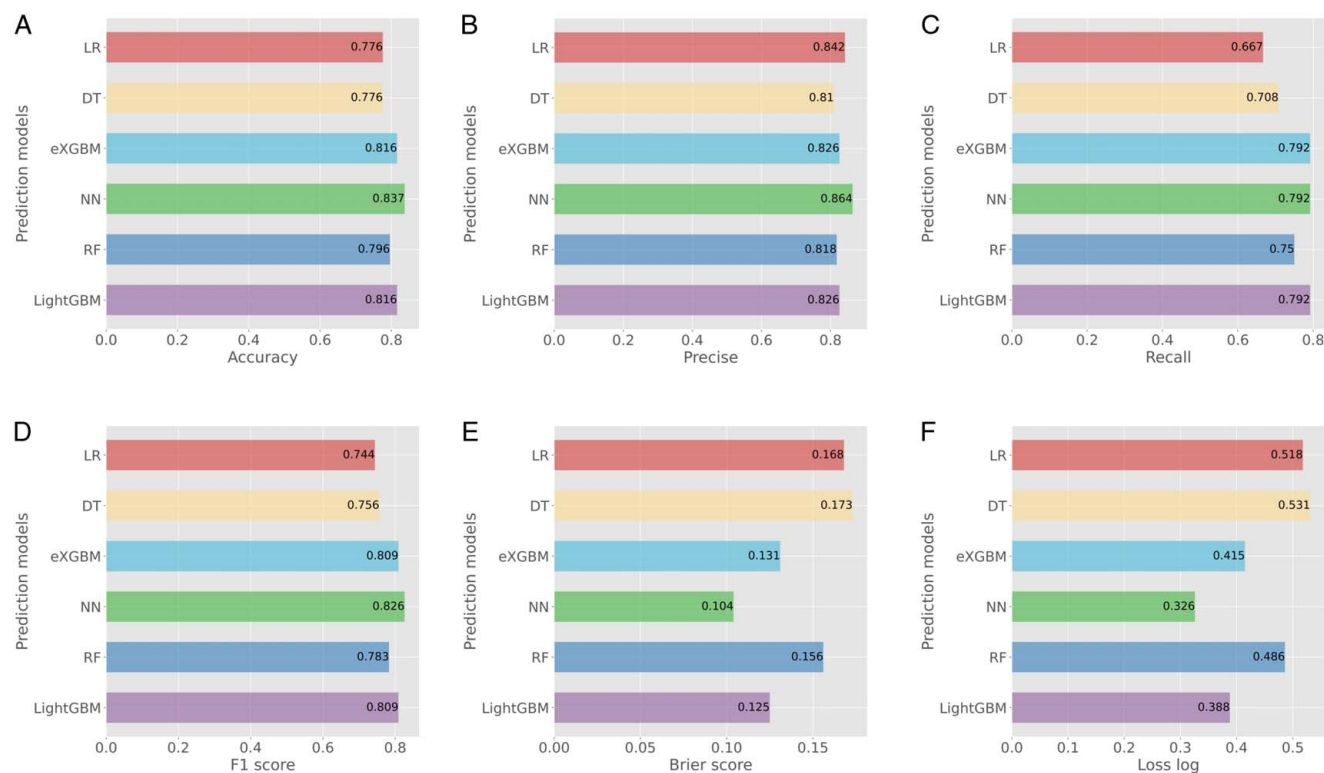 A
Prediction models
LR
0.776
DT
0.776
eXGBM
0.816
NN
0.837
RF
0.796
LightGBM
0.816
0.0 0.2 0.4 0.6 0.8
Accuracy
B
Prediction models
LR
0.842
DT
0.81
eXGBM
0.826
NN
0.864
RF
0.818
LightGBM
0.826
0.0 0.2 0.4 0.6 0.8
Precise
C
Prediction models
LR
0.667
DT
0.708
eXGBM
0.792
NN
0.792
RF
0.75
LightGBM
0.792
0.0 0.2 0.4 0.6 0.8
Recall
D
Prediction models
LR
0.744
DT
0.756
eXGBM
0.809
NN
0.826
RF
0.783
LightGBM
0.809
0.0 0.2 0.4 0.6 0.8
F1 score
E
Prediction models
LR
0.168
DT
0.173
eXGBM
0.131
NN
0.104
RF
0.156
LightGBM
0.125
0.00 0.05 0.10 0.15
Brier score
F
Prediction models
LR
0.518
DT
0.531
eXGBM
0.415
NN
0.326
RF
0.486
LightGBM
0.388
0.0 0.1 0.2 0.3 0.4 0.5
Loss log